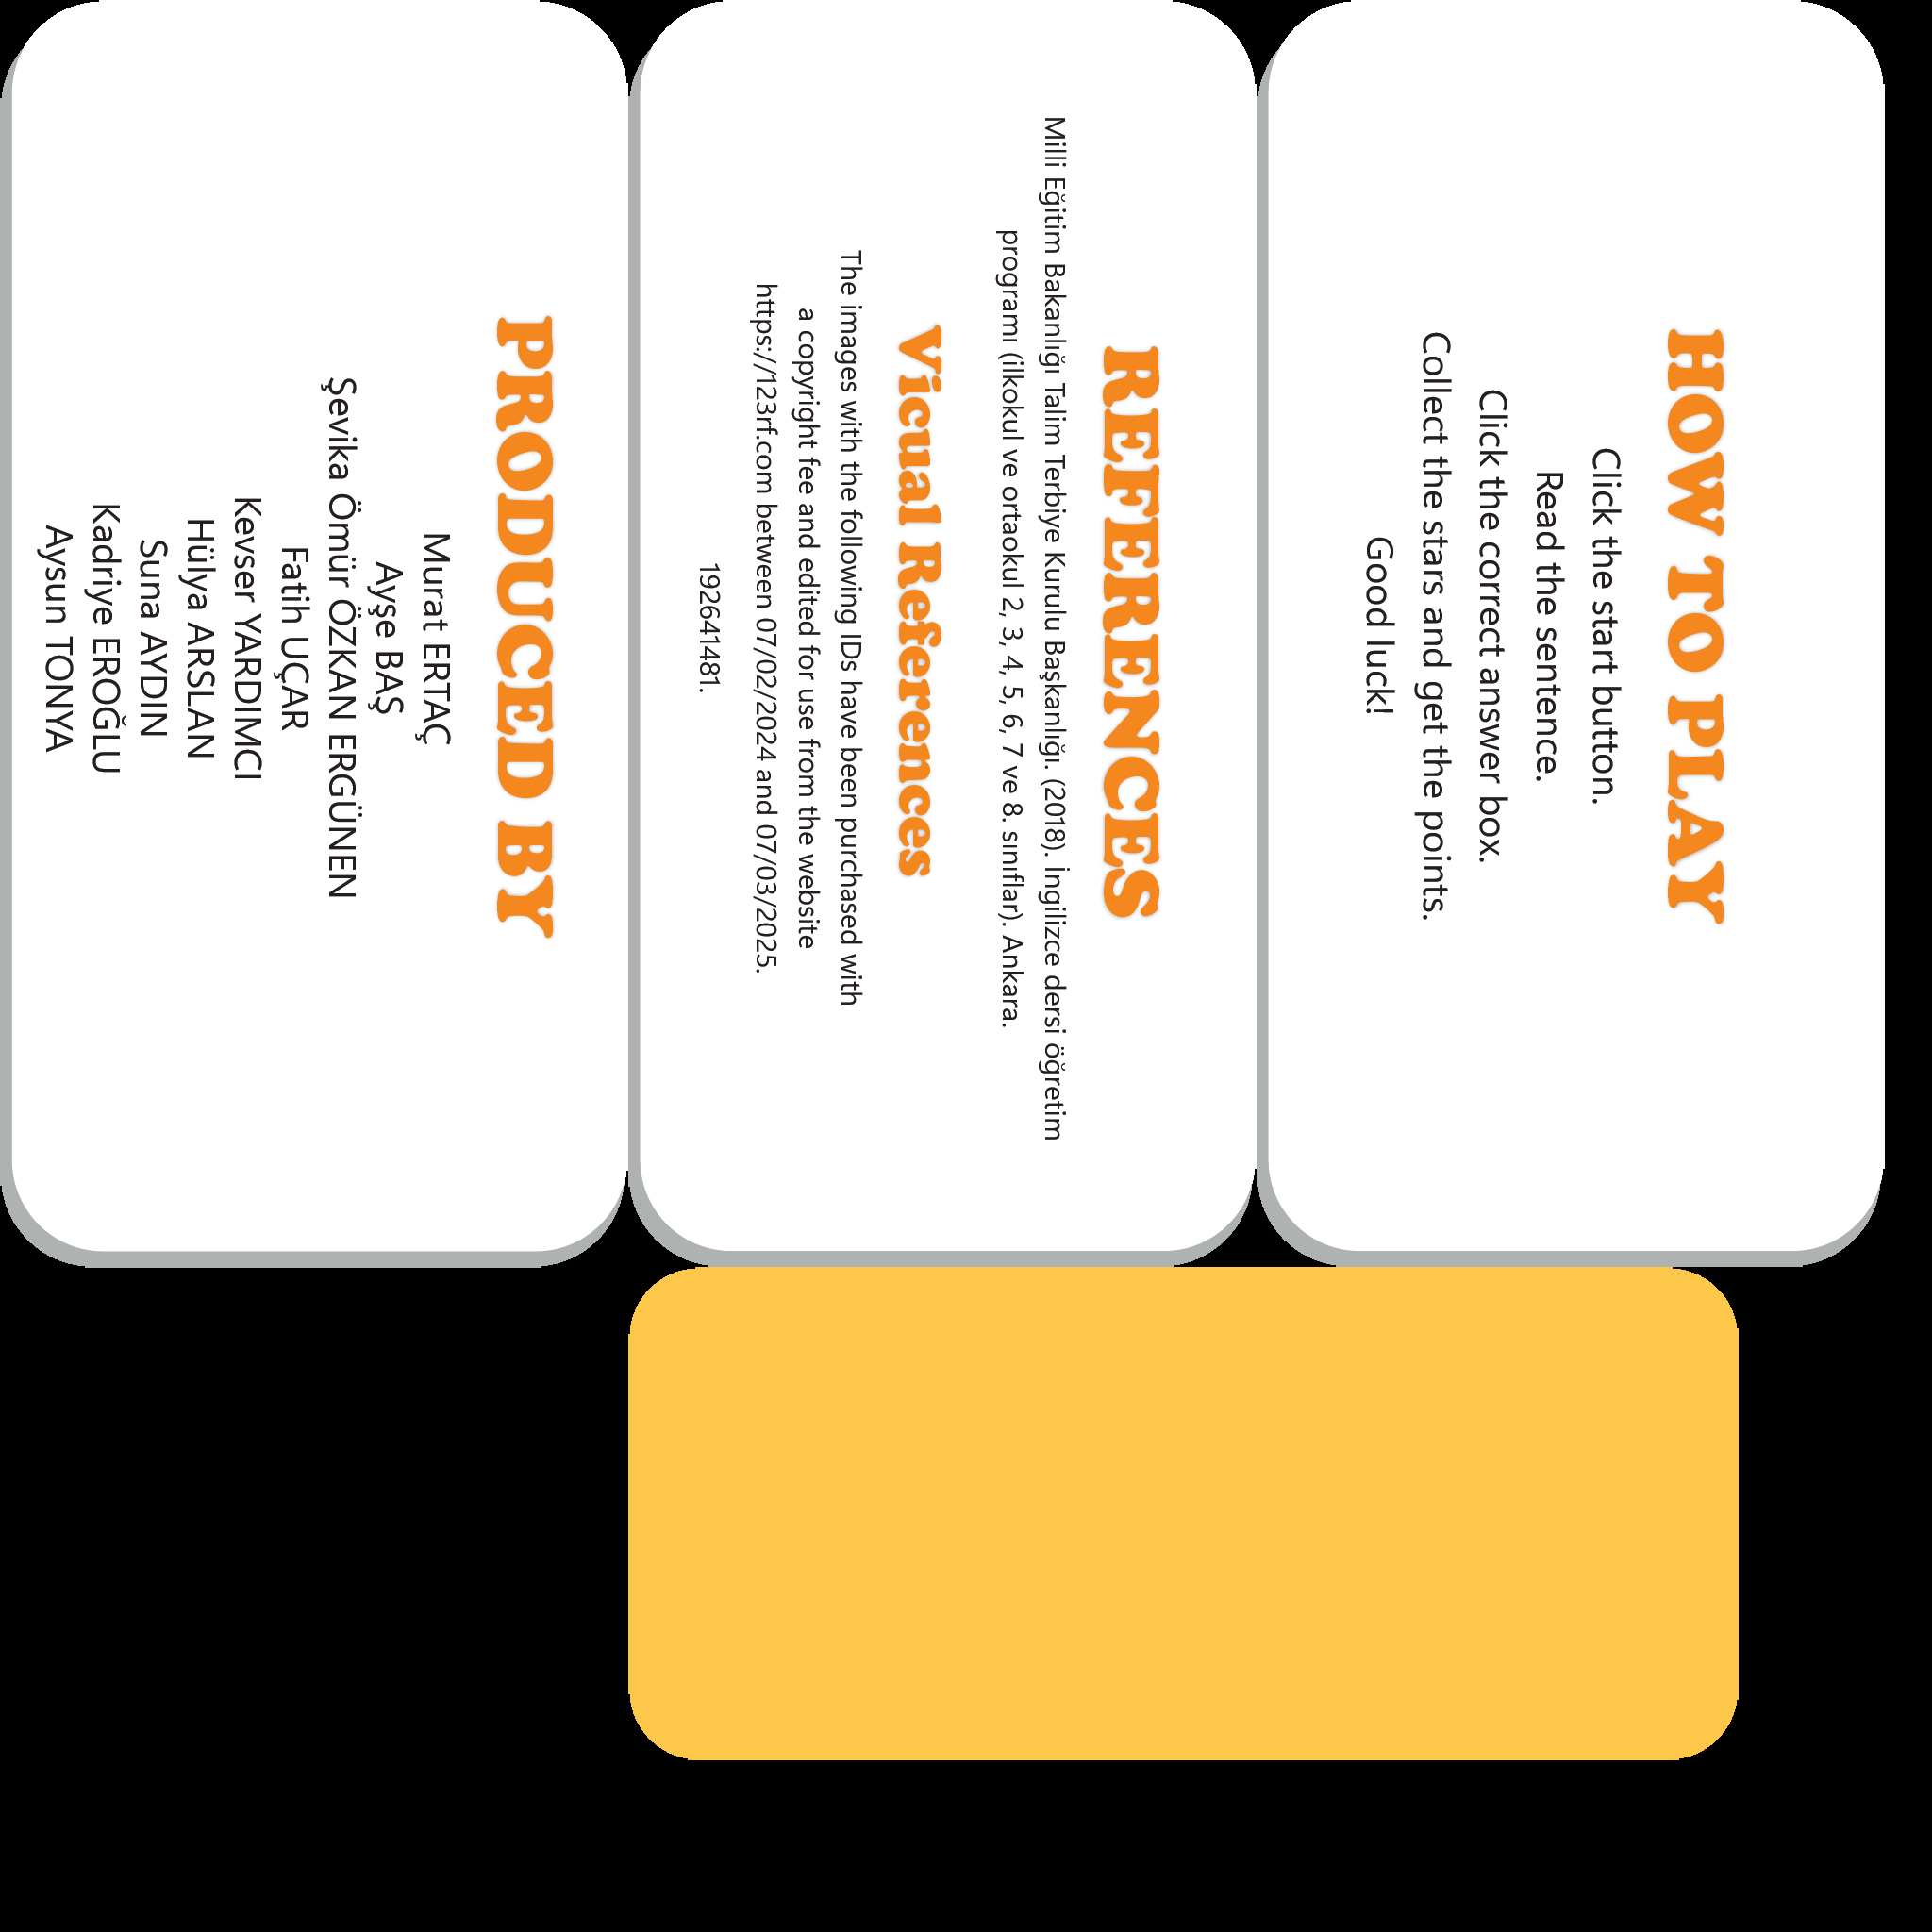 HOW TO PLAY
Click the start button.
Read the sentence.
Click the correct answer box.
Collect the stars and get the points.
Good luck!
REFERENCES
Milli Eğitim Bakanlığı Talim Terbiye Kurulu Başkanlığı. (2018). İngilizce dersi öğretim
programı (ilkokul ve ortaokul 2, 3, 4, 5, 6, 7 ve 8. sınıflar). Ankara.
Vicual References
The images with the following IDs have been purchased with
a copyright fee and edited for use from the website
https://123rf.com between 07/02/2024 and 07/03/2025.
192641481.
PRODUCED BY
Murat ERTAÇ
Ayşe BAŞ
Şevika Ömür ÖZKAN ERGÜNEN
Fatih UÇAR
Kevser YARDIMCI
Hülya ARSLAN
Suna AYDIN
Kadriye EROĞLU
Aysun TONYA